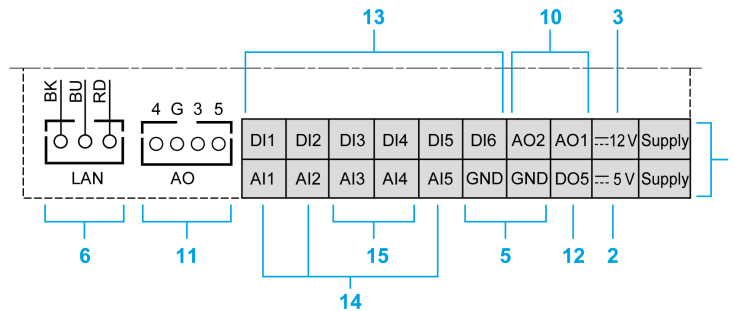 13 10 3
BK BU RD
4 G 3 5
DI1 DI2 DI3 DI4 DI5 DI6 AO2 AO1 ⎓12 V Supply
LAN AO AI1 AI2 AI3 AI4 AI5 GND GND DO5 ⎓ 5 V Supply
6 11 15 5 12 2
14